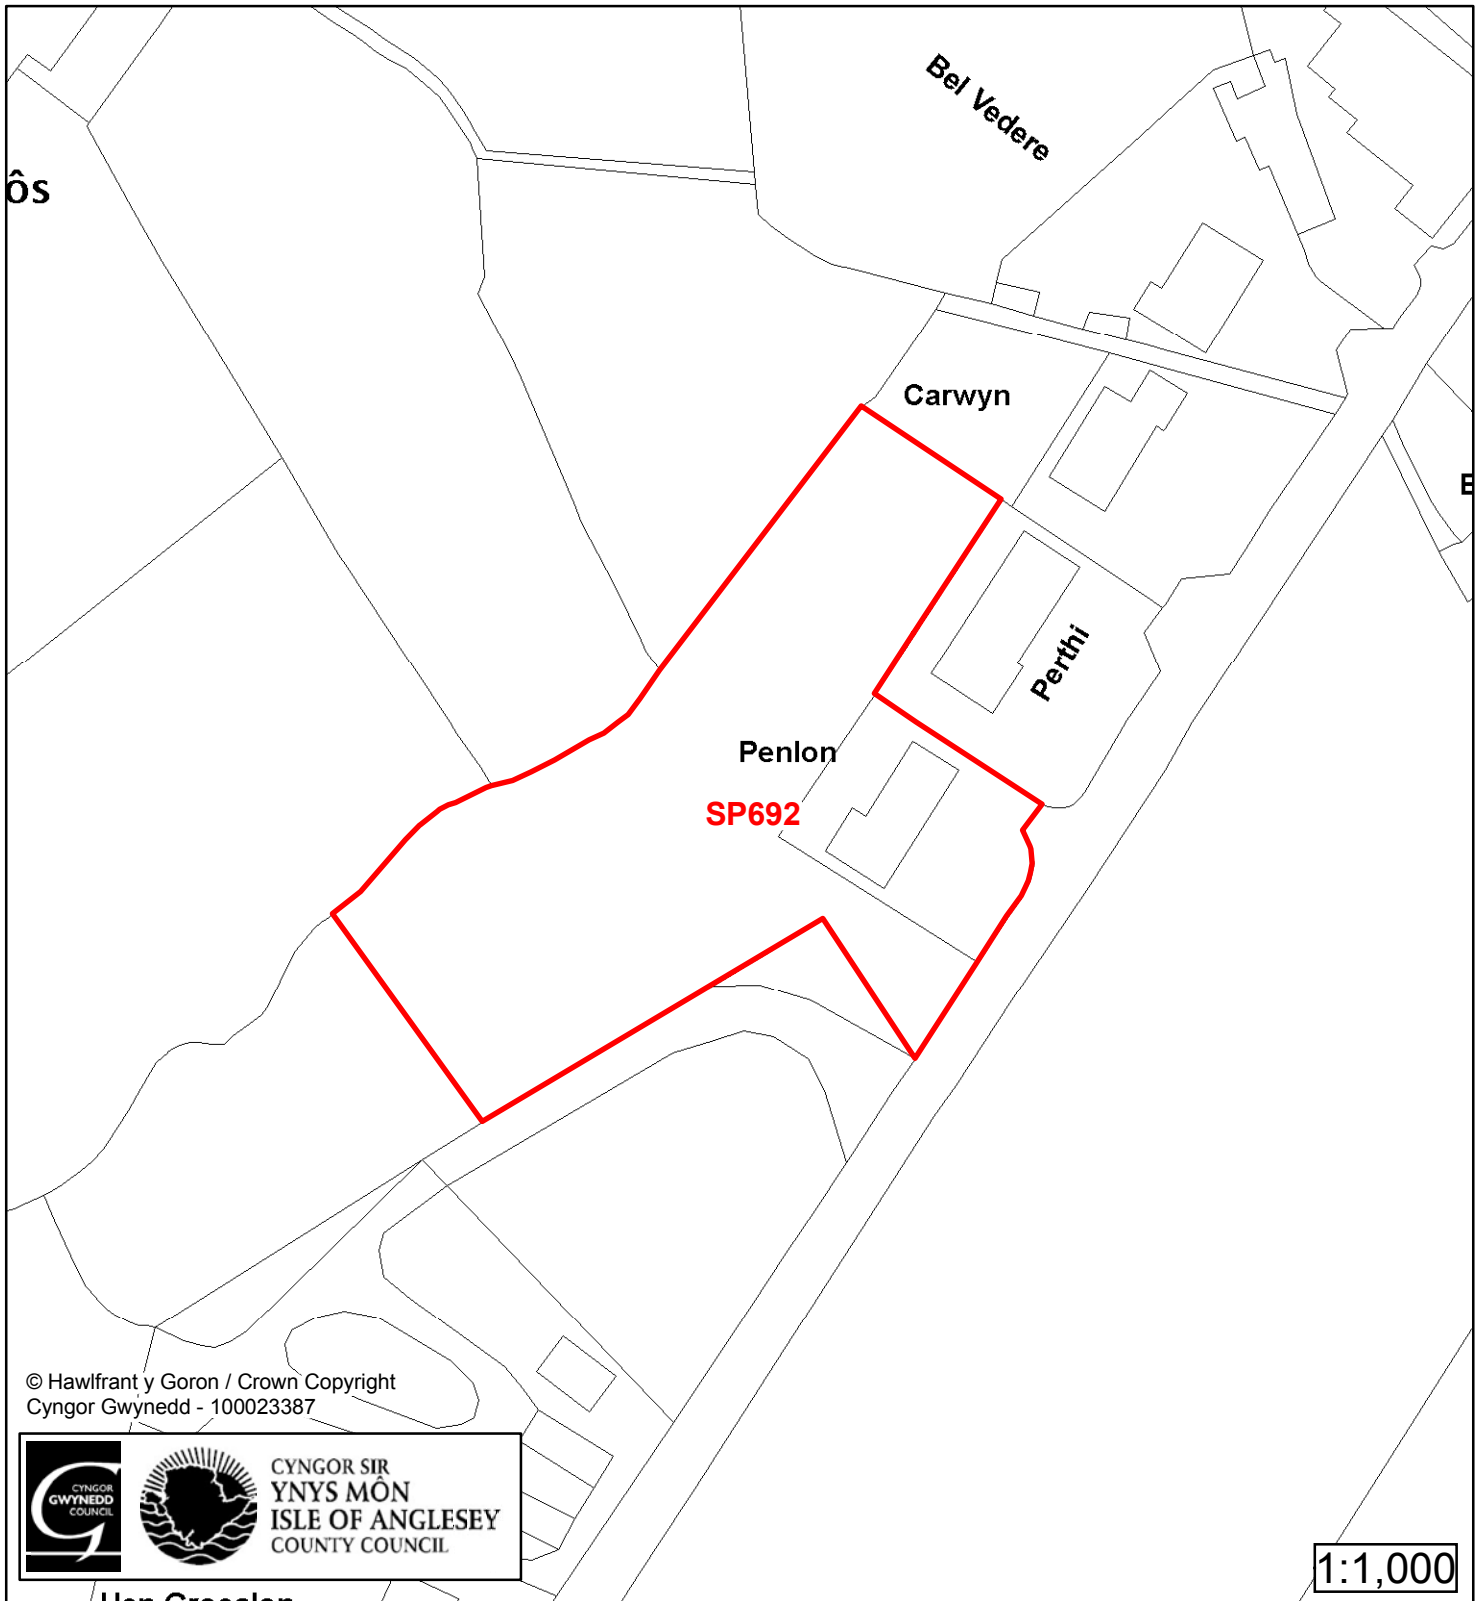 Bel Vedere
ôs
Carwyn
Perthi
Penlon
SP692
© Hawlfrant y Goron / Crown Copyright
Cyngor Gwynedd - 100023387
CYNGOR
GWYNEDD
COUNCIL
CYNGOR SIR
YNYS MÔN
ISLE OF ANGLESEY
COUNTY COUNCIL
1:1,000